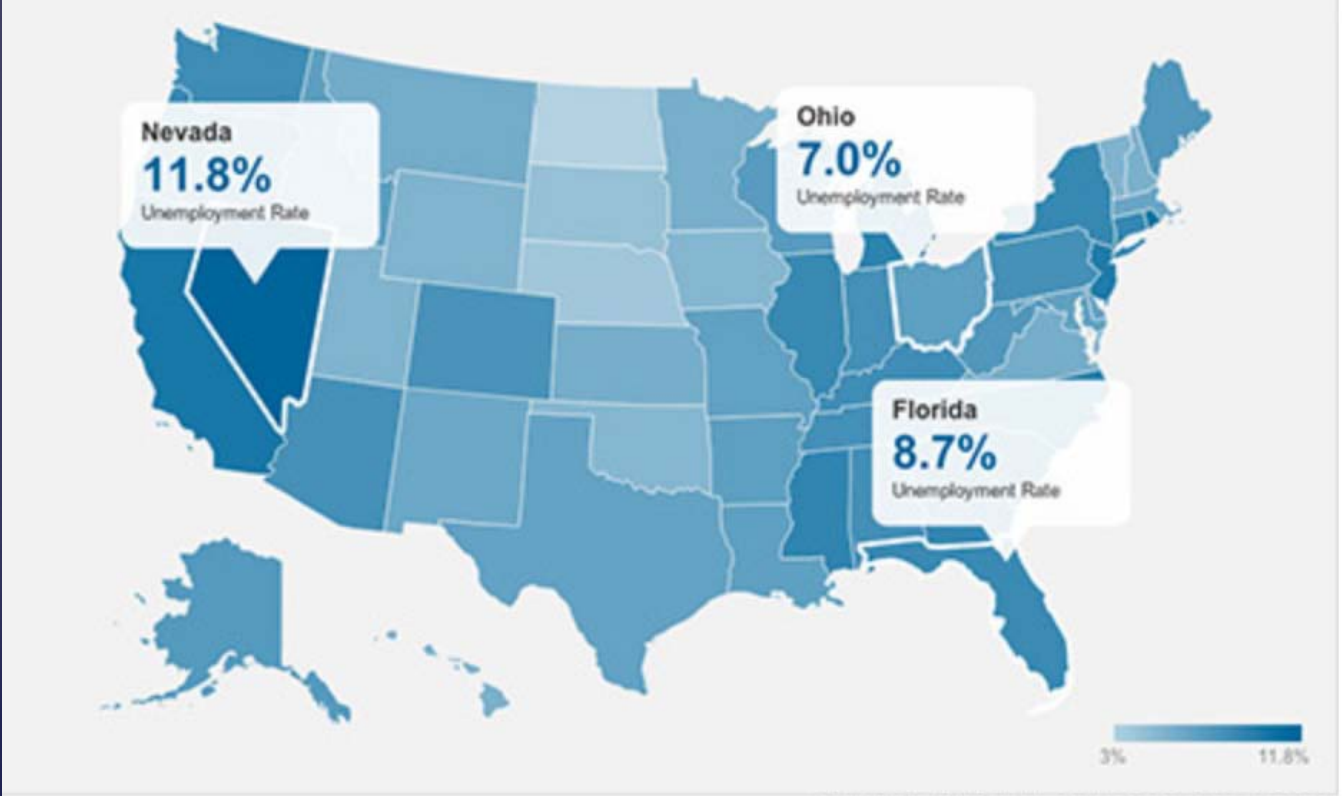 Nevada
11.8%
Unemployment Rate
Ohio
7.0%
Unemployment Rate
Florida
8.7%
Unemployment Rate
3%
11.8%